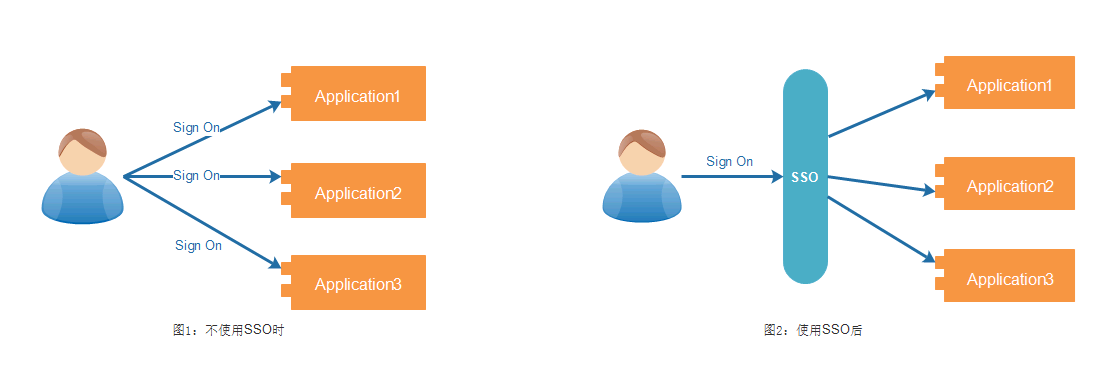 Application1
Sign On
Sign On
Application2
Sign On
Application3
图1：不使用SSO时
Application1
Sign On
SSO
Application2
Application3
图2：使用SSO后